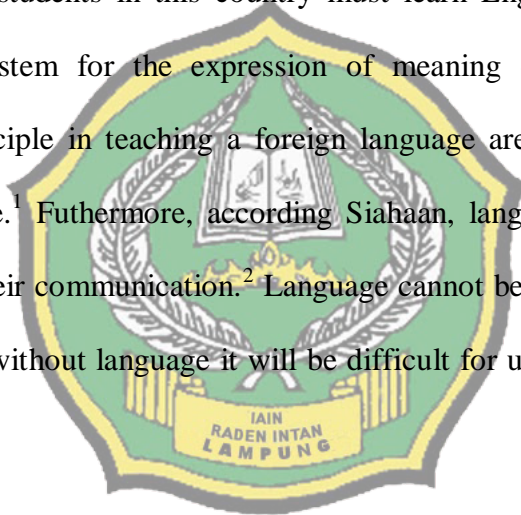 students in this country must learn Eng
stem for the expression of meaning
ciple in teaching a foreign language are
e.¹ Futhermore, according Siahaan, lang
eir communication.² Language cannot be
without language it will be difficult for u
IAIN
RADEN INTAN
LAMPUNG